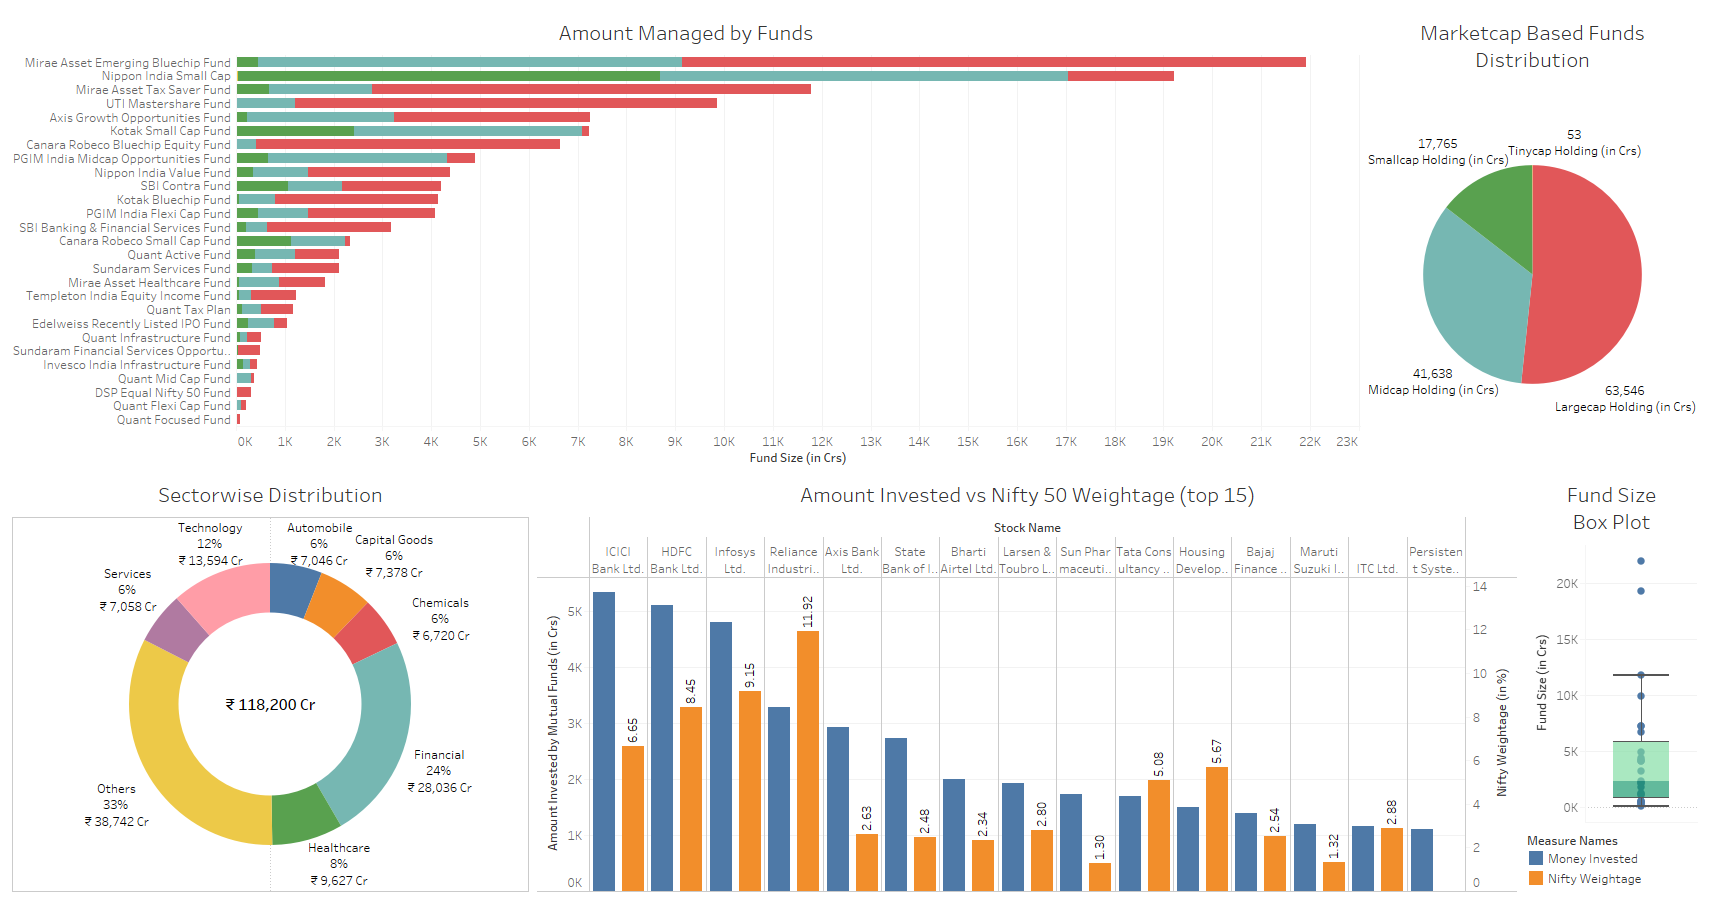 Amount Managed by Funds
Mirae Asset Emerging Bluechip Fund
Nippon India Small Cap
Mirae Asset Tax Saver Fund
UTI Mastershare Fund
Axis Growth Opportunities Fund
Kotak Small Cap Fund
Canara Robeco Bluechip Equity Fund
PGIM India Midcap Opportunities Fund
Nippon India Value Fund
SBI Contra Fund
Kotak Bluechip Fund
PGIM India Flexi Cap Fund
SBI Banking & Financial Services Fund
Canara Robeco Small Cap Fund
Quant Active Fund
Sundaram Services Fund
Mirae Asset Healthcare Fund
Templeton India Equity Income Fund
Quant Tax Plan
Edelweiss Recently Listed IPO Fund
Quant Infrastructure Fund
Sundaram Financial Services Opportu..
Invesco India Infrastructure Fund
Quant Mid Cap Fund
DSP Equal Nifty 50 Fund
Quant Flexi Cap Fund
Quant Focused Fund
0K 1K 2K 3K 4K 5K 6K 7K 8K 9K 10K 11K 12K 13K 14K 15K 16K 17K 18K 19K 20K 21K 22K 23K
Fund Size (in Crs)
Marketcap Based Funds
Distribution
53
Tinycap Holding (in Crs)
17,765
Smallcap Holding (in Crs)
41,638
Midcap Holding (in Crs)
63,546
Largecap Holding (in Crs)
Sectorwise Distribution
Technology
12%
₹ 13,594 Cr
Automobile
6%
₹ 7,046 Cr
Capital Goods
6%
₹ 7,378 Cr
Services
6%
₹ 7,058 Cr
Chemicals
6%
₹ 6,720 Cr
₹ 118,200 Cr
Financial
24%
₹ 28,036 Cr
Others
33%
₹ 38,742 Cr
Healthcare
8%
₹ 9,627 Cr
Amount Invested vs Nifty 50 Weightage (top 15)
Stock Name
ICICI
Bank Ltd.
HDFC
Bank Ltd.
Infosys
Ltd.
Reliance
Industri..
Axis Bank
Ltd.
State
Bank of I..
Bharti
Airtel Ltd.
Larsen &
Toubro L..
Sun Phar
maceuti..
Tata Cons
ultancy ..
Housing
Develop..
Bajaj
Finance ..
Maruti
Suzuki I..
ITC Ltd.
Persisten
t Syste..
Amount Invested by Mutual Funds (in Crs)
5K
4K
3K
2K
1K
0K
6.65
8.45
9.15
11.92
2.63
2.48
2.34
2.80
1.30
5.08
5.67
2.54
1.32
2.88
14
12
10
8
6
4
2
0
Nifty Weightage (in %)
Fund Size
Box Plot
Fund Size (in Crs)
20K
15K
10K
5K
0K
Measure Names
Money Invested
Nifty Weightage